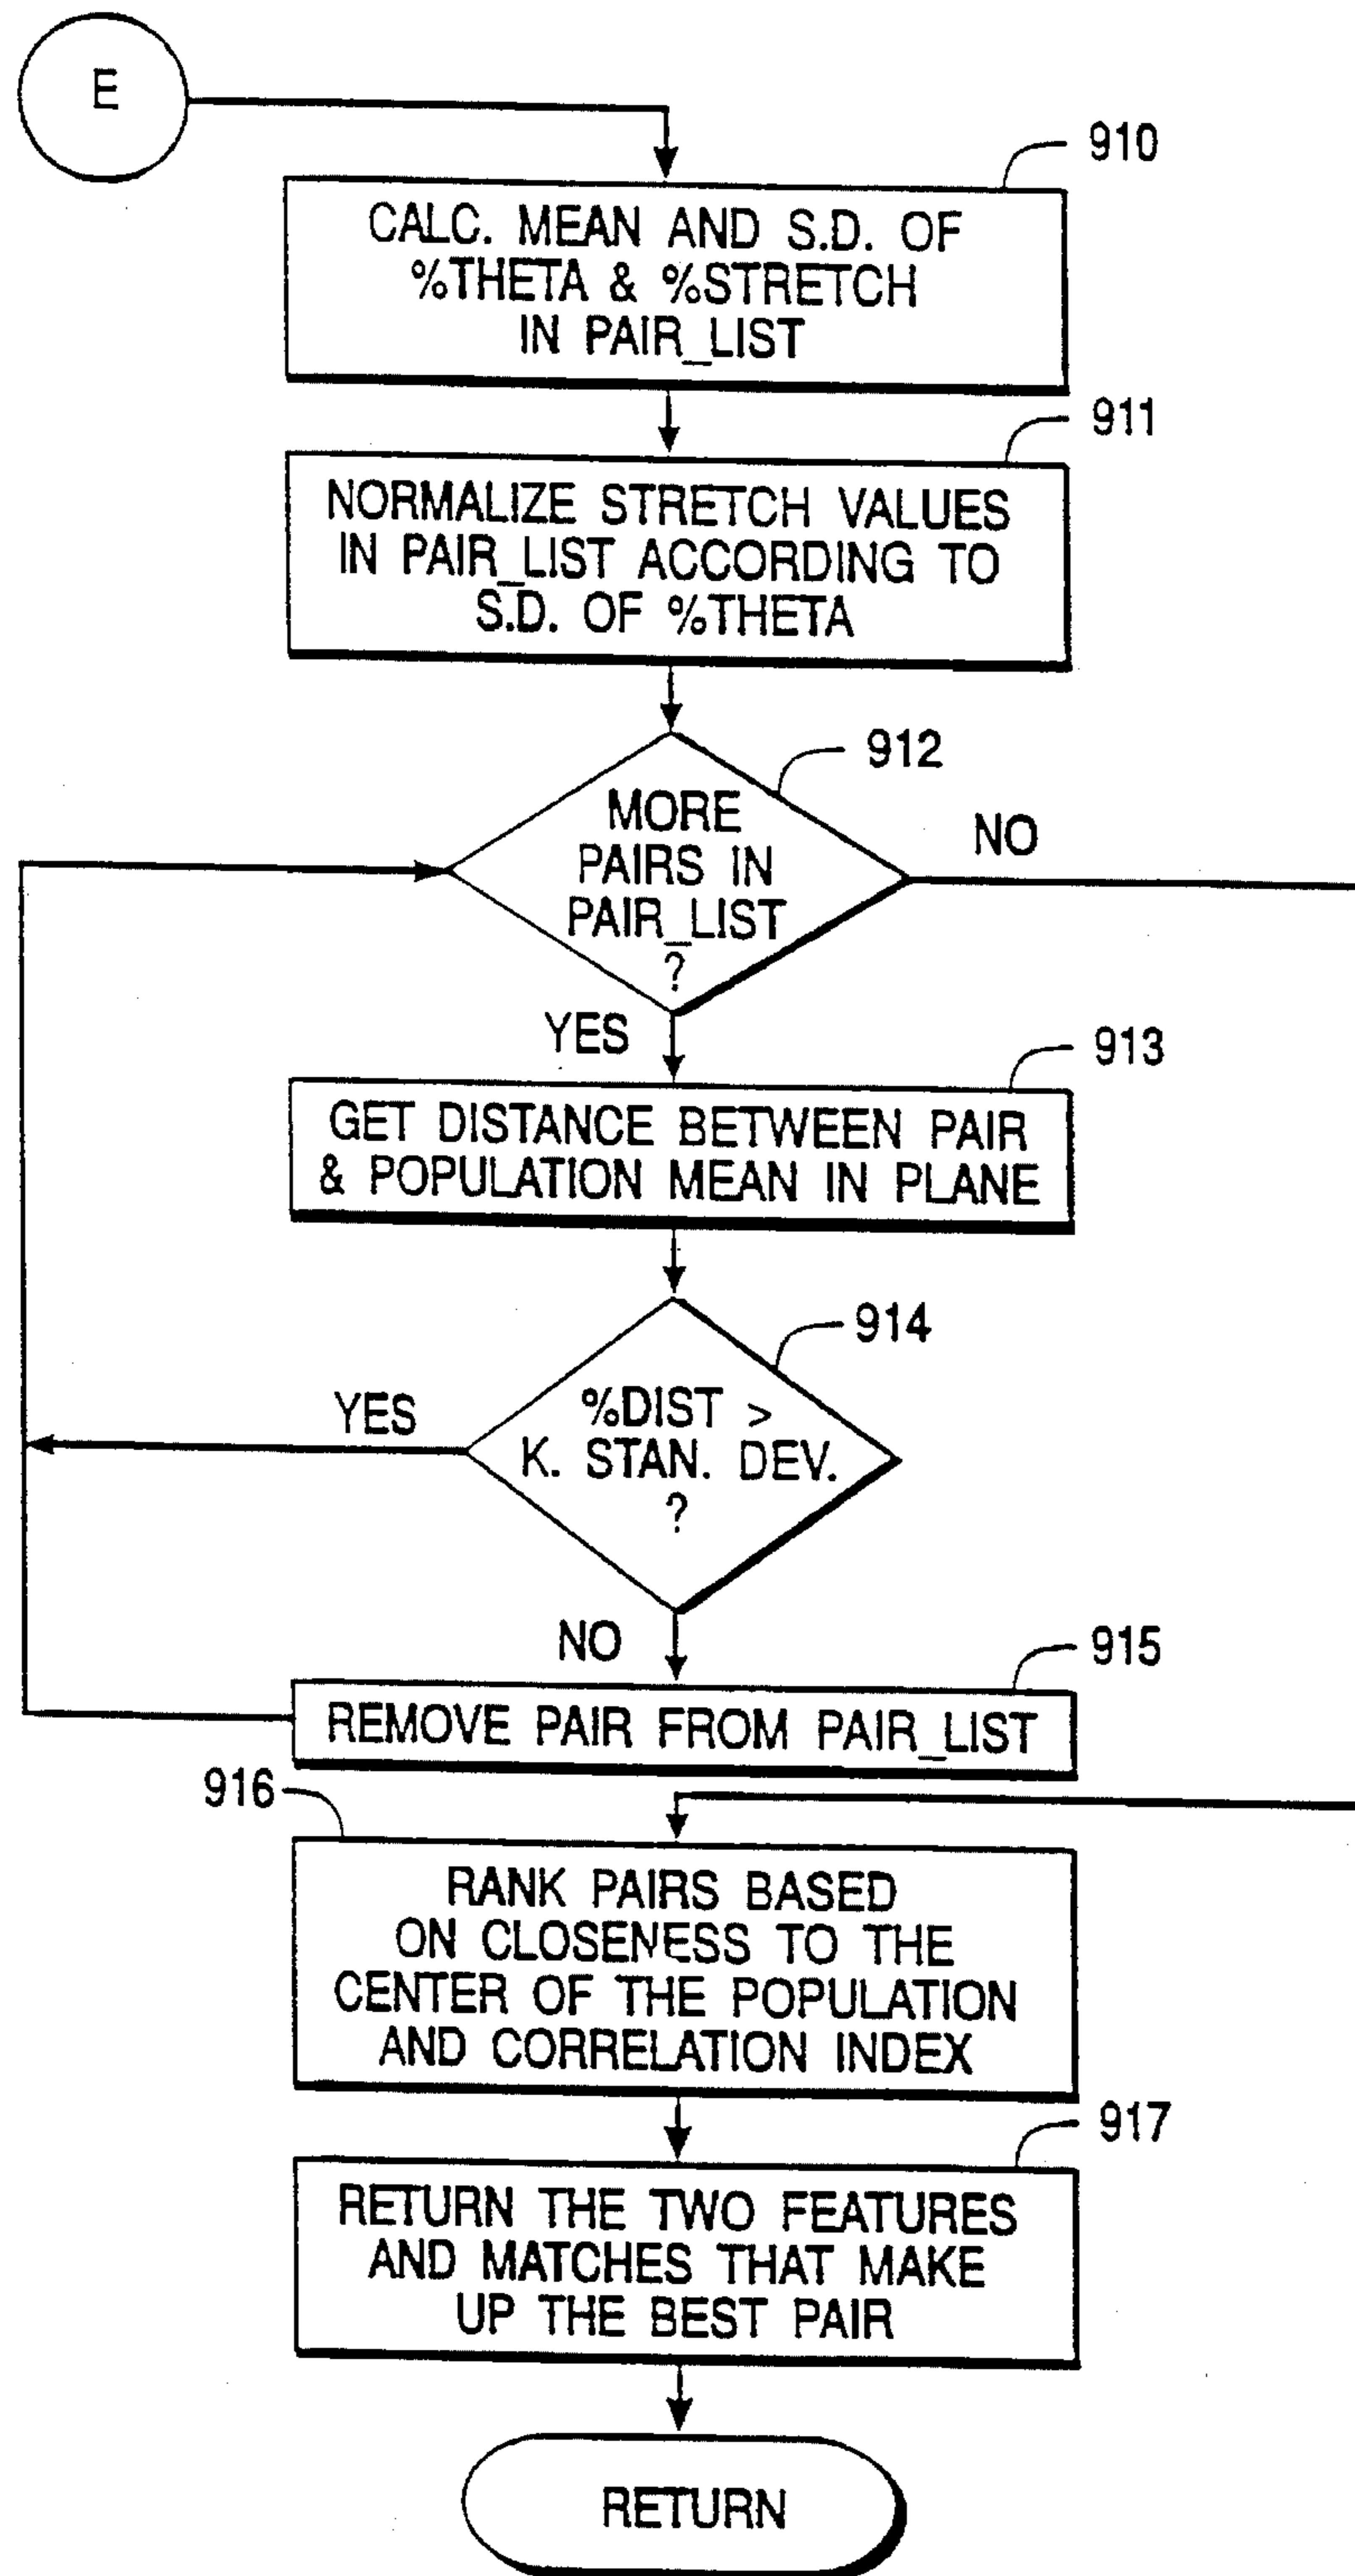 E
910
CALC. MEAN AND S.D. OF
%THETA & %STRETCH
IN PAIR_LIST
911
NORMALIZE STRETCH VALUES
IN PAIR_LIST ACCORDING TO
S.D. OF %THETA
912
MORE
PAIRS IN
PAIR_LIST
?
NO
YES
913
GET DISTANCE BETWEEN PAIR
& POPULATION MEAN IN PLANE
914
%DIST >
K. STAN. DEV.
?
YES
NO
915
REMOVE PAIR FROM PAIR_LIST
916
RANK PAIRS BASED
ON CLOSENESS TO THE
CENTER OF THE POPULATION
AND CORRELATION INDEX
917
RETURN THE TWO FEATURES
AND MATCHES THAT MAKE
UP THE BEST PAIR
RETURN